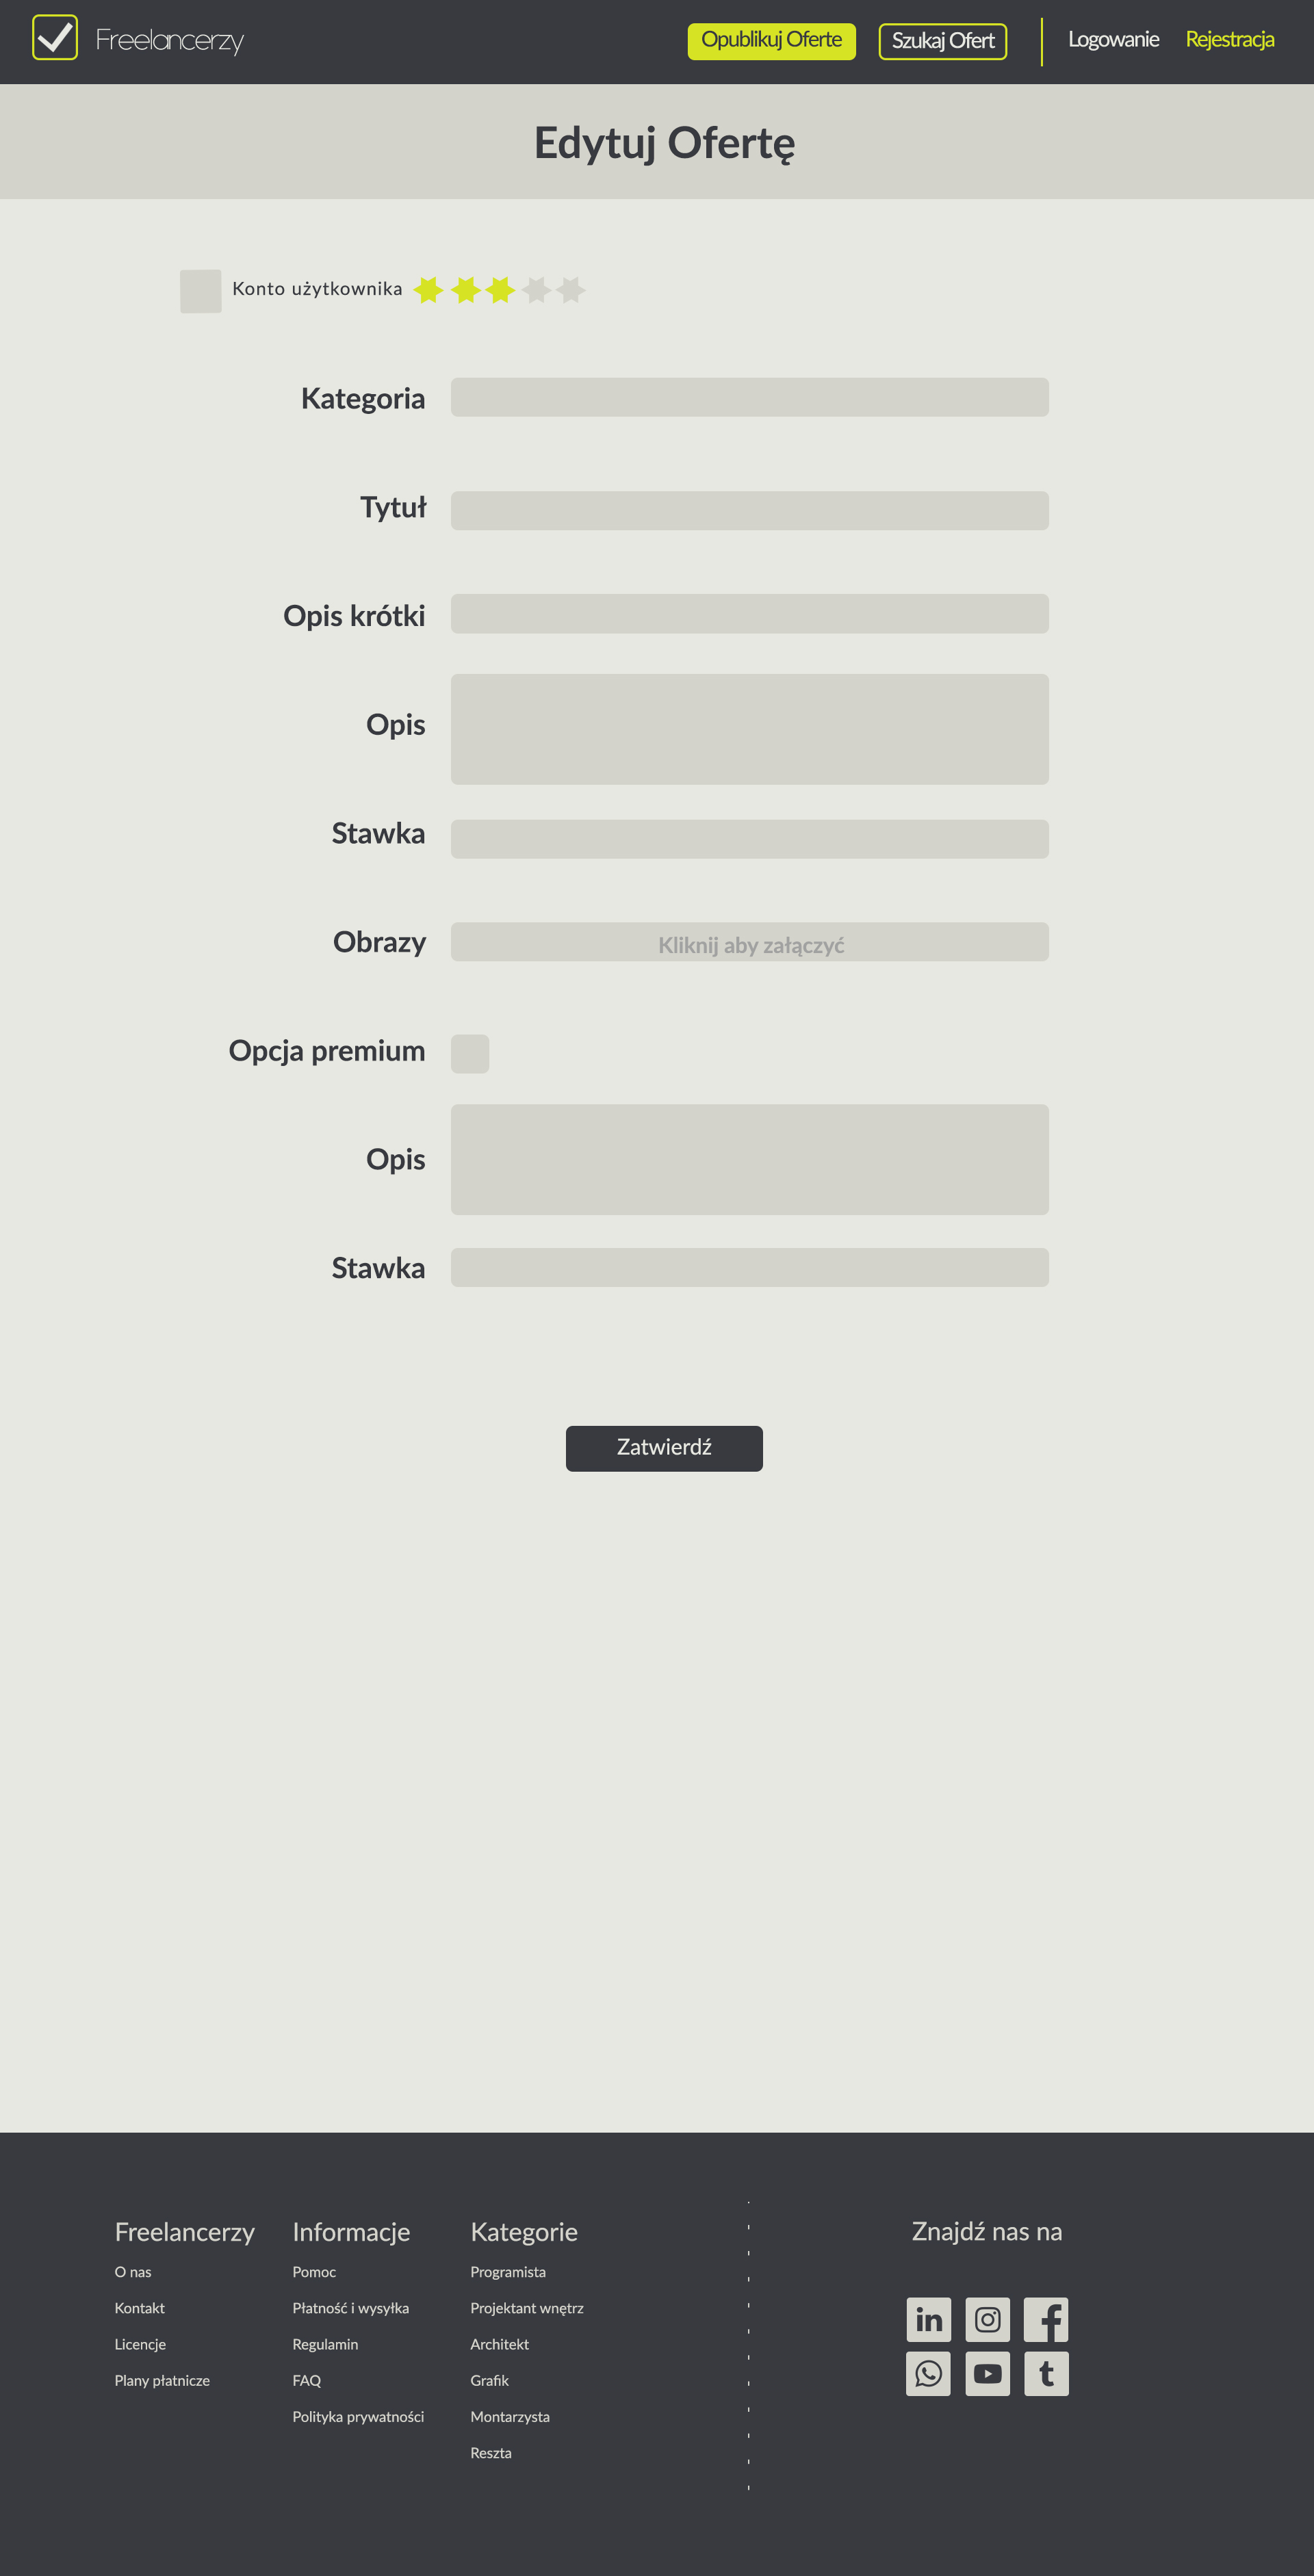 Freelancerzy
Opublikuj Oferte
Szukaj Ofert
Logowanie
Rejestracja
Edytuj Ofertę
Konto użytkownika
Kategoria
Tytuł
Opis krótki
Opis
Stawka
Obrazy
Kliknij aby załączyć
Opcja premium
Opis
Stawka
Zatwierdź
Freelancerzy
O nas
Kontakt
Licencje
Plany płatnicze
Informacje
Pomoc
Płatność i wysyłka
Regulamin
FAQ
Polityka prywatności
Kategorie
Programista
Projektant wnętrz
Architekt
Grafik
Montarzysta
Reszta
Znajdź nas na